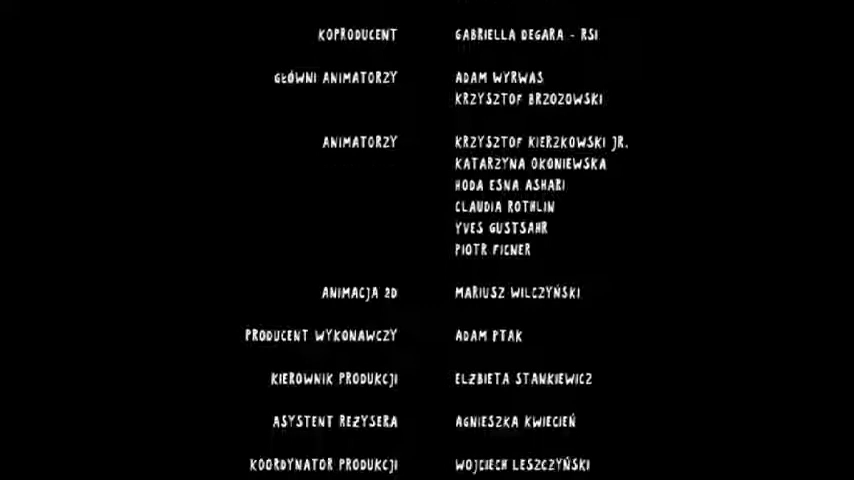 KOPRODUCENT GABRIELLA DEGARA - RSI
GŁÓWNI ANIMATORZY ADAM WYRWAS
KRZYSZTOF BRZOZOWSKI
ANIMATORZY KRZYSZTOF KIERZKOWSKI JR.
KATARZYNA OKONIEWSKA
HODA ESNA ASHARI
CLAUDIA ROTHLIN
YVES GUSTSAHR
PIOTR FICNER
ANIMACJA 2D MARIUSZ WILCZYŃSKI
PRODUCENT WYKONAWCZY ADAM PTAK
KIEROWNIK PRODUKCJI ELŻBIETA STANKIEWICZ
ASYSTENT REŻYSERA AGNIESZKA KWIECIEŃ
KOORDYNATOR PRODUKCJI WOJCIECH LESZCZYŃSKI